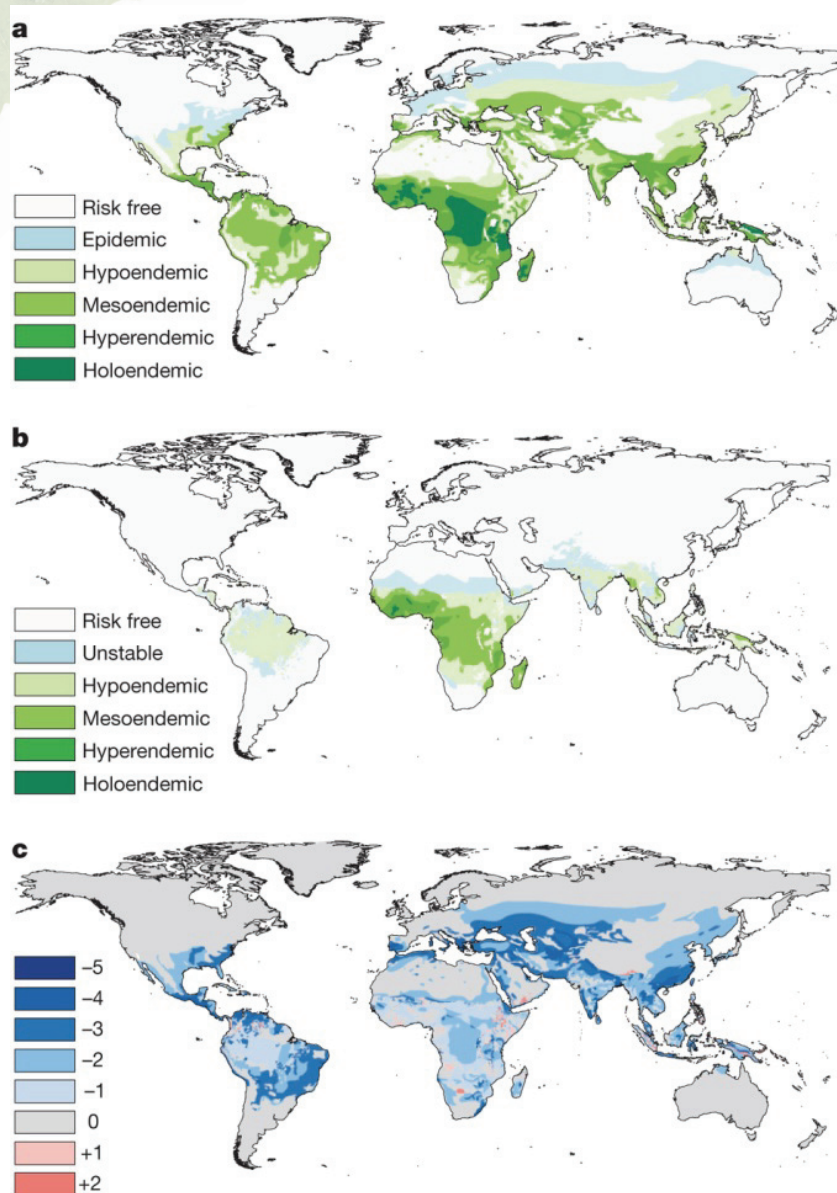 a
Risk free
Epidemic
Hypoendemic
Mesoendemic
Hyperendemic
Holoendemic
b
Risk free
Unstable
Hypoendemic
Mesoendemic
Hyperendemic
Holoendemic
c
–5
–4
–3
–2
–1
0
+1
+2